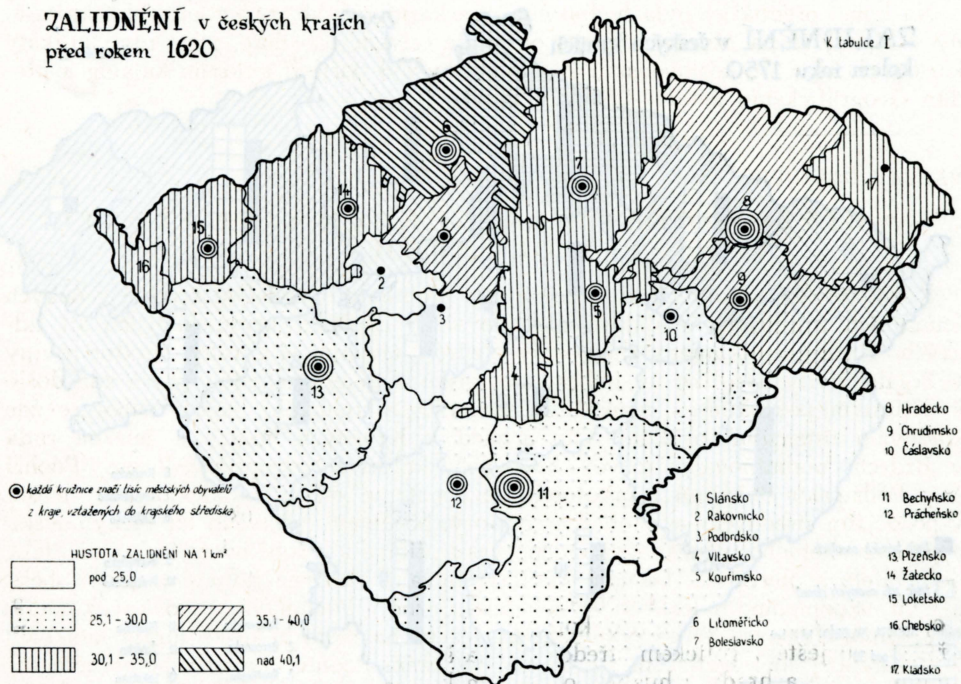 ZALIDNĚNÍ v českých krajích
před rokem 1620
K tabulce I
6
7
17
14
8
15
1
16
2
9
5
3
10
4
13
12
11
každá kružnice značí tisíc městských obyvatelů
z kraje, vztažených do krajského střediska
HUSTOTA ZALIDNĚNÍ NA 1 km²
pod 25,0
25,1 - 30,0
30,1 - 35,0
35,1 - 40,0
nad 40,1
1 Slánsko
2 Rakovnicko
3 Podbrdsko
4 Vltavsko
5 Kouřimsko
6 Litoměřicko
7 Boleslavsko
8 Hradecko
9 Chrudimsko
10 Čáslavsko
11 Bechyňsko
12 Prácheňsko
13 Plzeňsko
14 Žatecko
15 Loketsko
16 Chebsko
17 Kladsko